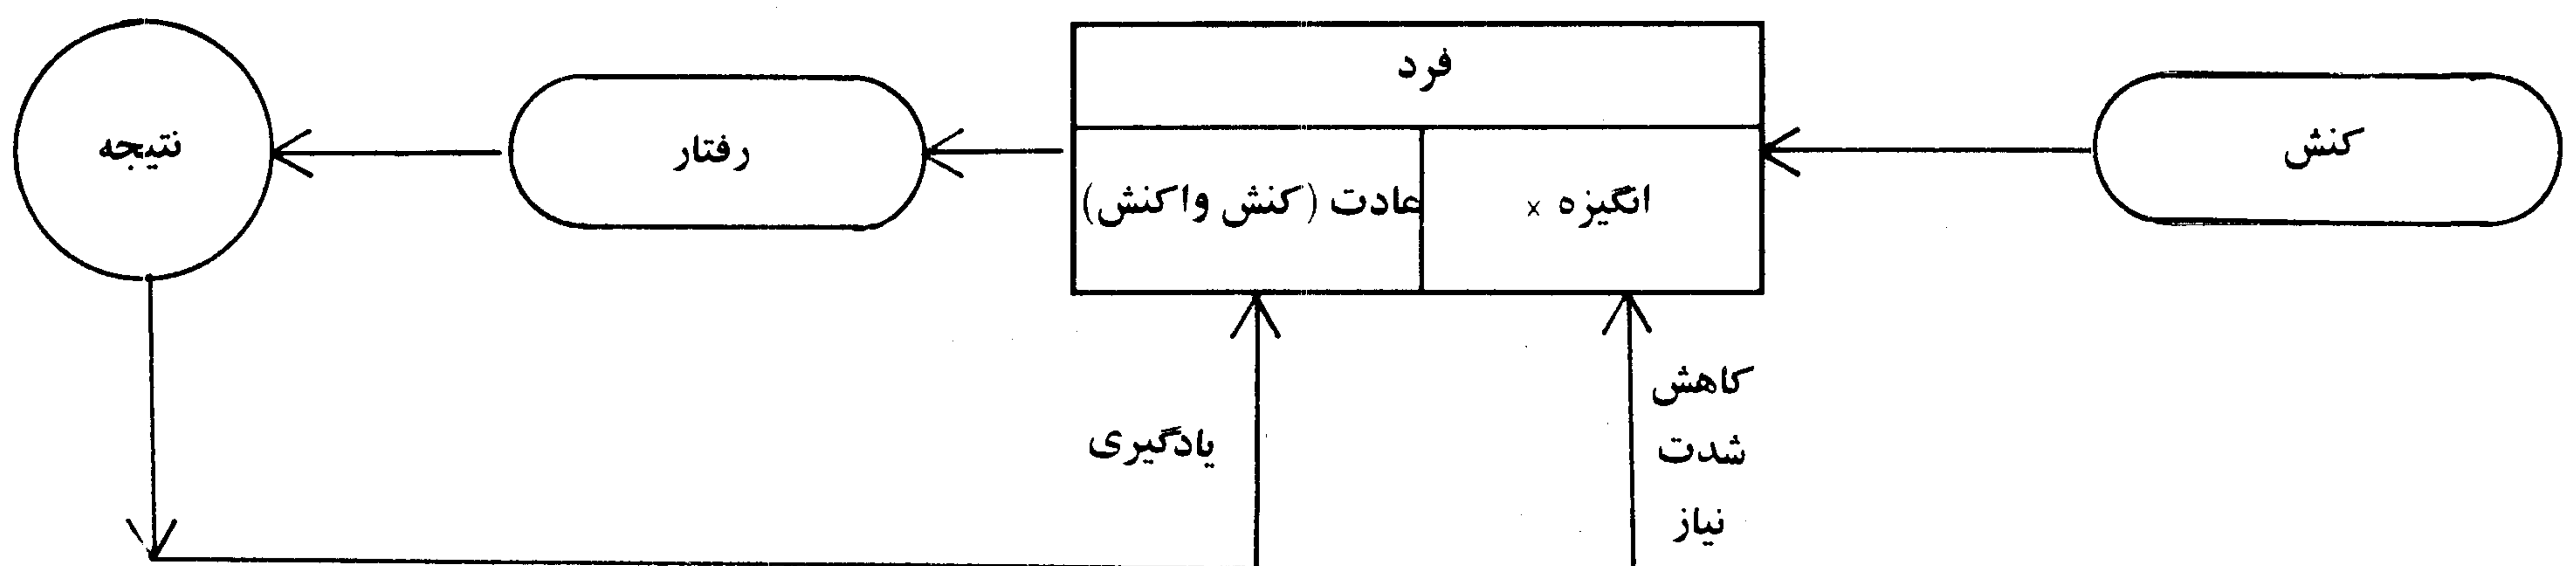 فرد
کنش
انگیزه ×
عادت (کنش واکنش)
رفتار
نتیجه
کاهش
شدت
نیاز
یادگیری